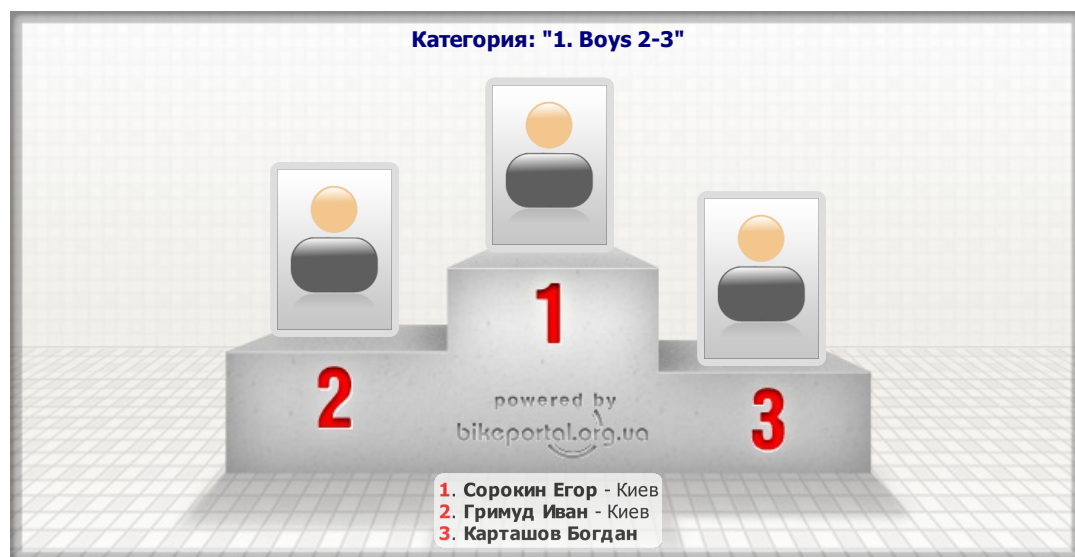 Категория: "1. Boys 2-3"
1
2
3
powered by
bikeportal.org.ua
1. Сорокин Егор - Киев
2. Гримуд Иван - Киев
3. Карташов Богдан